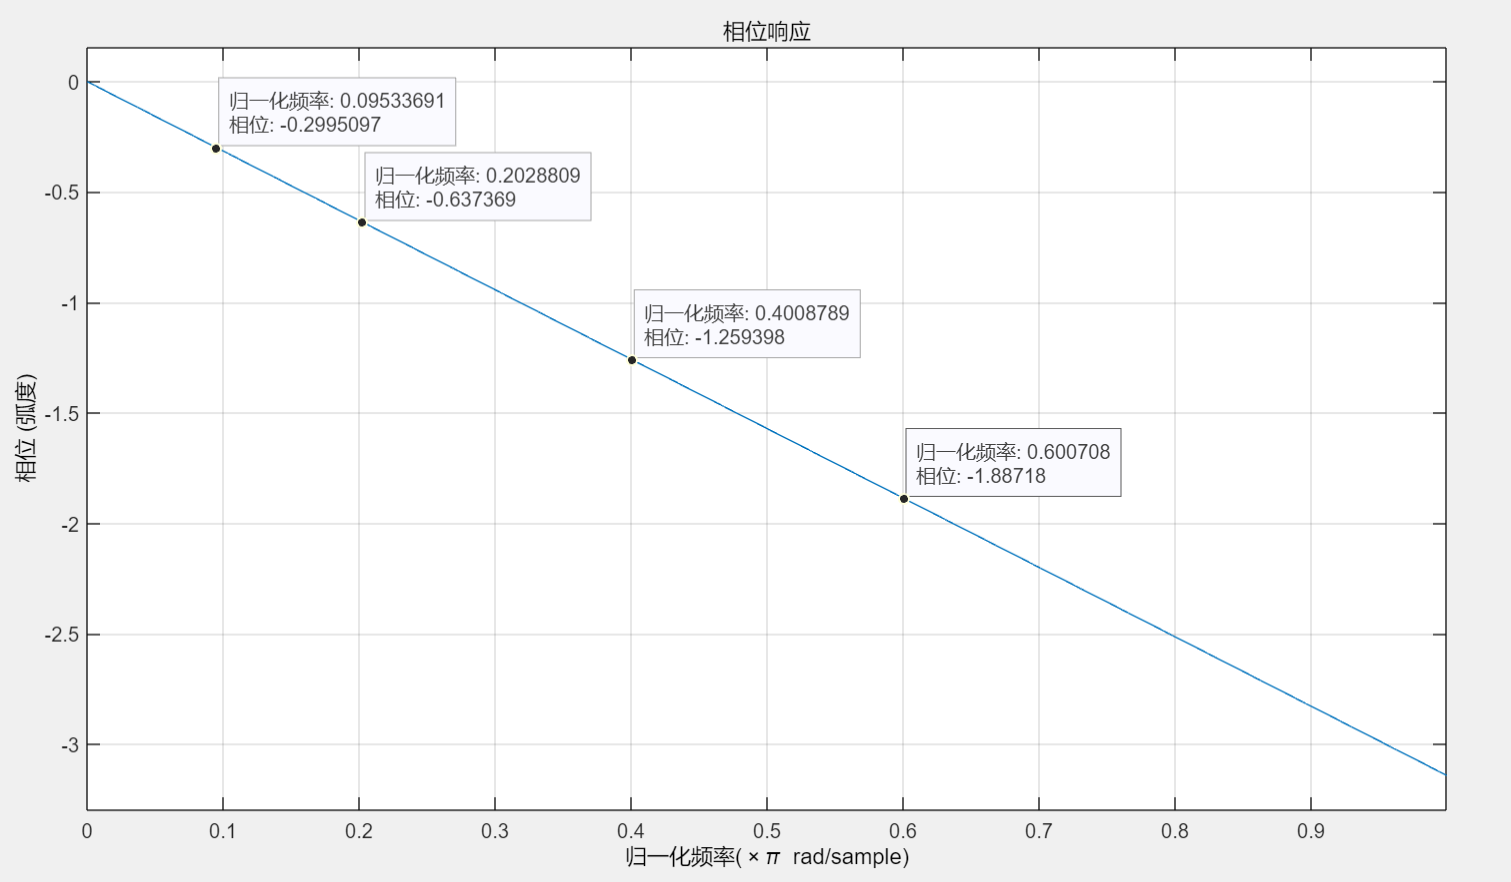 相位响应
0
-0.5
-1
-1.5
-2
-2.5
-3
相位 (弧度)
归一化频率: 0.09533691
相位: -0.2995097
归一化频率: 0.2028809
相位: -0.637369
归一化频率: 0.4008789
相位: -1.259398
归一化频率: 0.600708
相位: -1.88718
0 0.1 0.2 0.3 0.4 0.5 0.6 0.7 0.8 0.9
归一化频率( × π rad/sample)